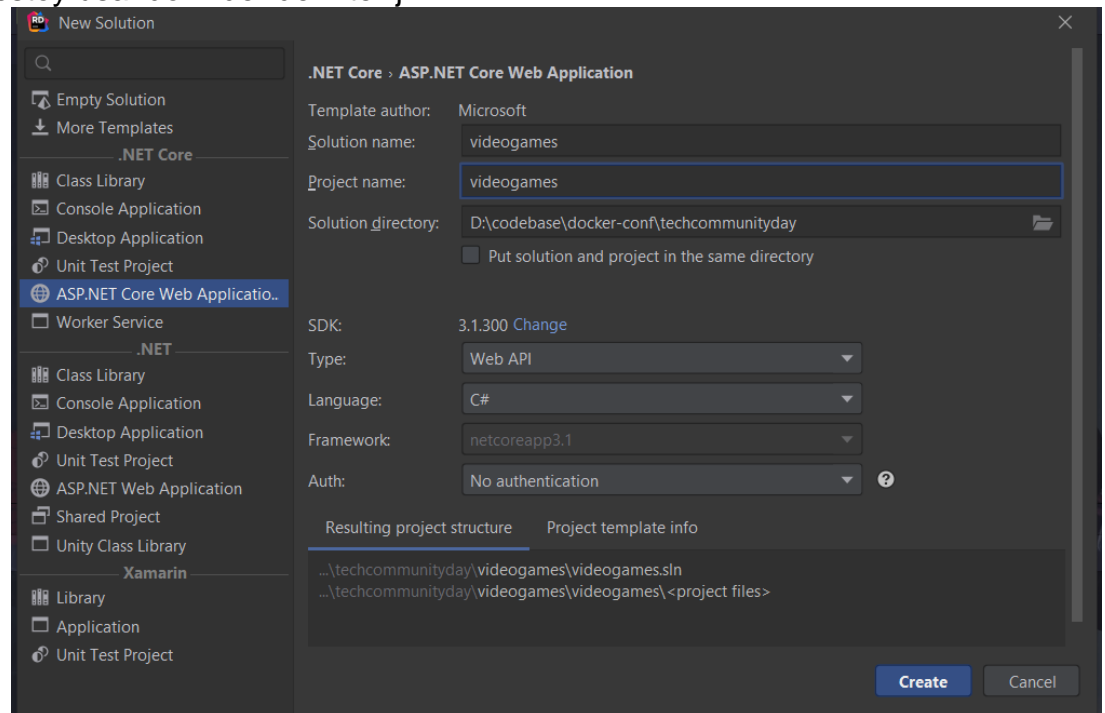 New Solution
Empty Solution
More Templates
.NET Core
Class Library
Console Application
Desktop Application
Unit Test Project
ASP.NET Core Web Applicatio..
Worker Service
.NET
Class Library
Console Application
Desktop Application
Unit Test Project
ASP.NET Web Application
Shared Project
Unity Class Library
Xamarin
Library
Application
Unit Test Project
.NET Core › ASP.NET Core Web Application
Template author: Microsoft
Solution name: videogames
Project name: videogames
Solution directory: D:\codebase\docker-conf\techcommunityday
Put solution and project in the same directory
SDK: 3.1.300 Change
Type: Web API
Language: C#
Framework: netcoreapp3.1
Auth: No authentication
Resulting project structure Project template info
...\techcommunityday\videogames\videogames.sln
...\techcommunityday\videogames\videogames\<project files>
Create Cancel